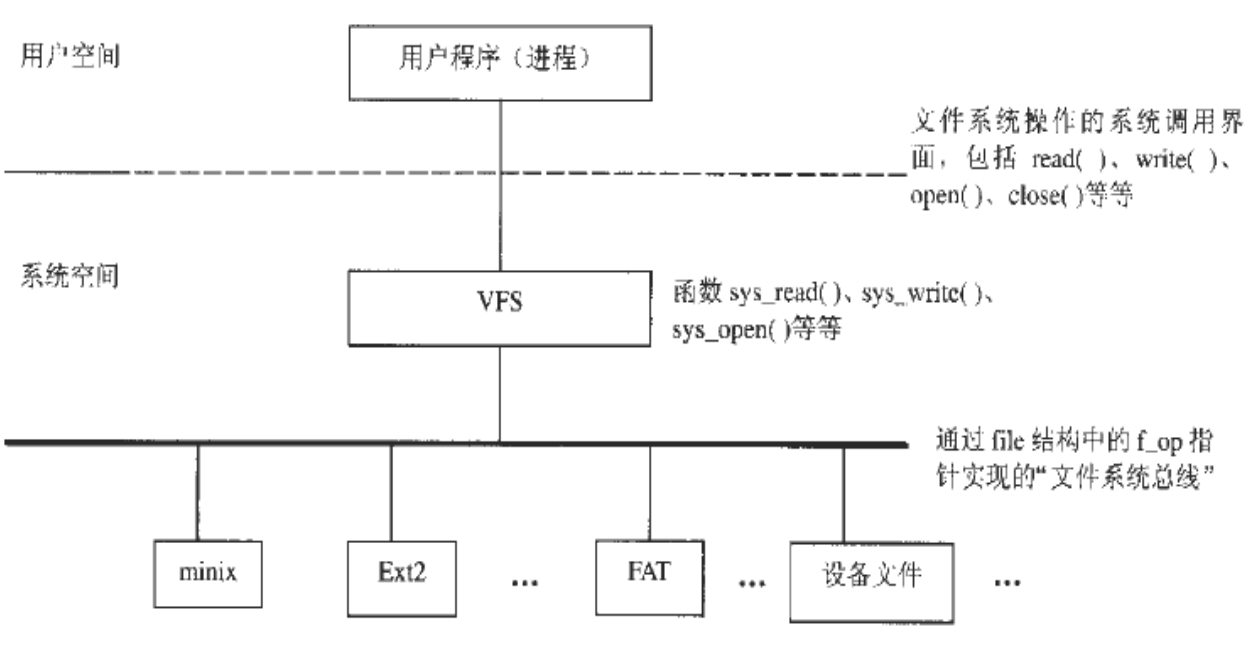 用户空间
用户程序（进程）
文件系统操作的系统调用界
面，包括 read( )、write( )、
open( )、close( )等等
系统空间
VFS
函数 sys_read( )、sys_write( )、
sys_open( )等等
通过 file 结构中的 f_op 指
针实现的“文件系统总线”
minix
Ext2
...
FAT
...
设备文件
...